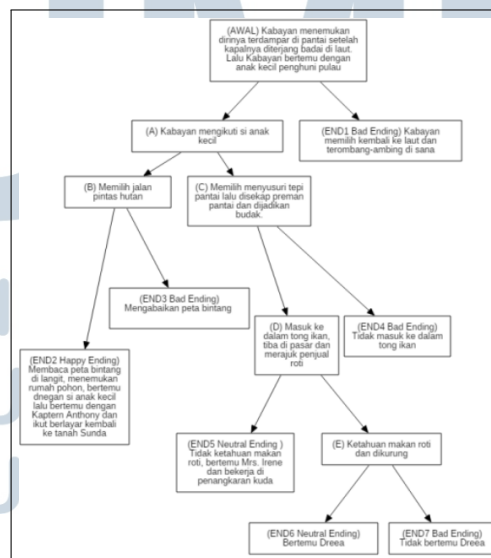 (AWAL) Kabayan menemukan
dirinya terdampar di pantai setelah
kapalnya diterjang badai di laut.
Lalu Kabayan bertemu dengan
anak kecil penghuni pulau
(A) Kabayan mengikuti si anak
kecil
(END1 Bad Ending) Kabayan
memilih kembali ke laut dan
terombang-ambing di sana
(B) Memilih jalan
pintas hutan
(C) Memilih menyusuri tepi
pantai lalu disekap preman
pantai dan dijadikan
budak.
(END3 Bad Ending)
Mengabaikan peta bintang
(D) Masuk ke
dalam tong ikan,
tiba di pasar dan
merajuk penjual
roti
(END4 Bad Ending)
Tidak masuk ke dalam
tong ikan
(END2 Happy Ending)
Membaca peta bintang
di langit, menemukan
rumah pohon, bertemu
dnegan si anak kecil
lalu bertemu dengan
Kaptern Anthony dan
ikut berlayar kembali
ke tanah Sunda
(END5 Neutral Ending )
Tidak ketahuan makan
roti, bertemu Mrs. Irene
dan bekerja di
penangkaran kuda
(E) Ketahuan makan roti
dan dikurung
(END6 Neutral Ending)
Bertemu Dreea
(END7 Bad Ending)
Tidak bertemu Dreea